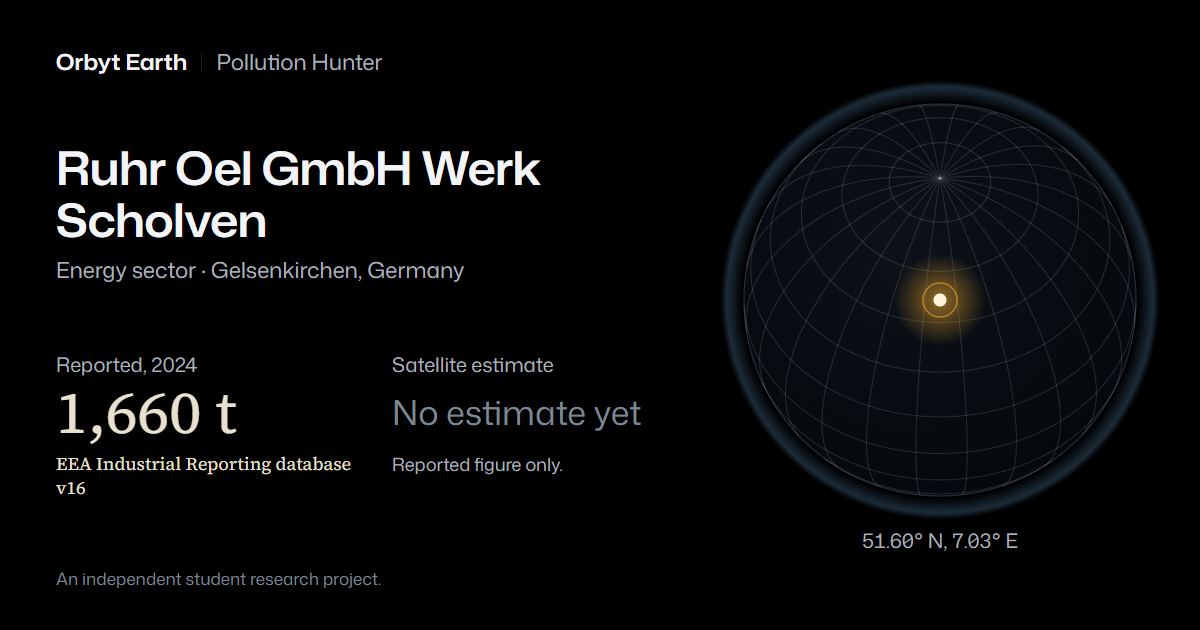 Orbyt Earth | Pollution Hunter
Ruhr Oel GmbH Werk
Scholven
Energy sector · Gelsenkirchen, Germany
Reported, 2024
1,660 t
EEA Industrial Reporting database
v16
Satellite estimate
No estimate yet
Reported figure only.
51.60° N, 7.03° E
An independent student research project.